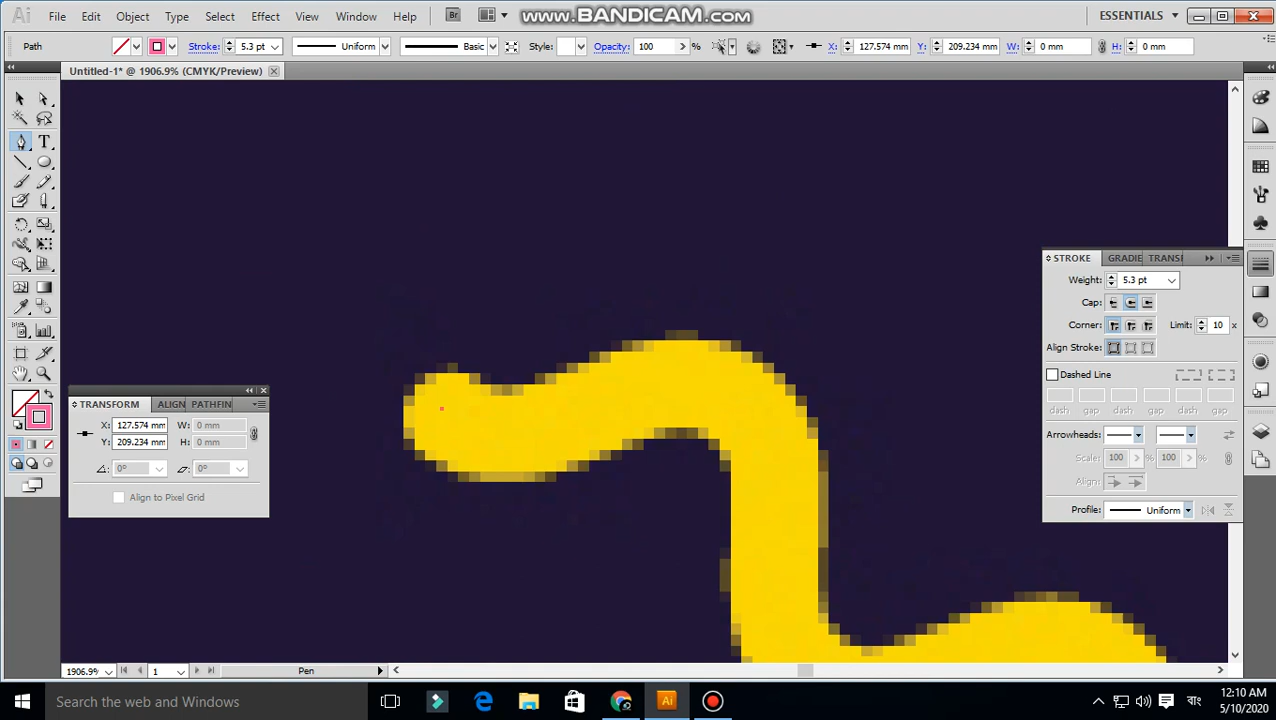 Ai File Edit Object Type Select Effect View Window Help Br www.BANDICAM.com ESSENTIALS
Path Stroke: 5.3 pt Uniform Basic Style: Opacity: 100 % X: 127.574 mm Y: 209.234 mm W: 0 mm H: 0 mm
Untitled-1* @ 1906.9% (CMYK/Preview)
STROKE GRADIE TRANSF
Weight: 5.3 pt
Cap:
Corner: Limit: 10 x
Align Stroke:
Dashed Line
dash gap dash gap dash gap
Arrowheads:
Scale: 100 % 100 %
Align:
Profile: Uniform
TRANSFORM ALIGN PATHFIN
X: 127.574 mm W: 0 mm
Y: 209.234 mm H: 0 mm
0° 0°
Align to Pixel Grid
1906.9% 1 Pen
Search the web and Windows
Ai
বাং
12:10 AM
5/10/2020